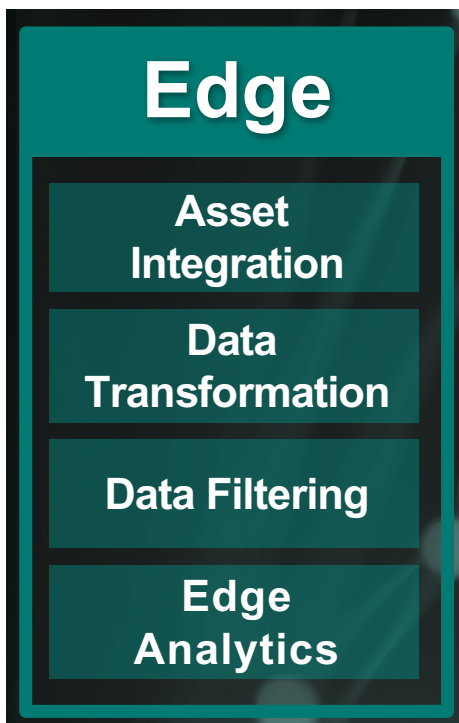 Edge
Asset
Integration
Data
Transformation
Data Filtering
Edge
Analytics